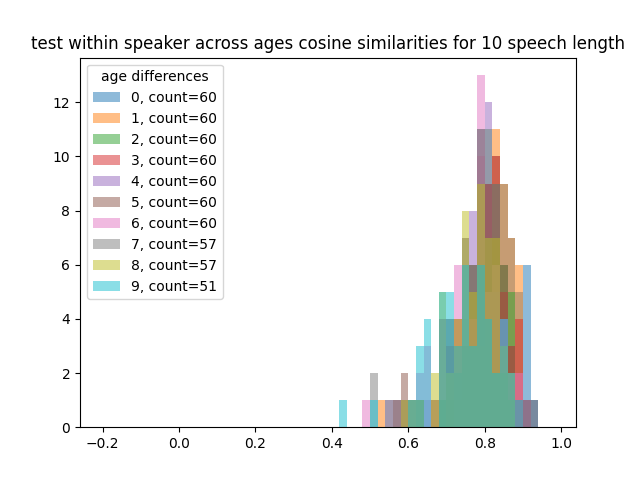 test within speaker across ages cosine similarities for 10 speech length
age differences
0, count=60
1, count=60
2, count=60
3, count=60
4, count=60
5, count=60
6, count=60
7, count=57
8, count=57
9, count=51
12
10
8
6
4
2
0
−0.2 0.0 0.2 0.4 0.6 0.8 1.0